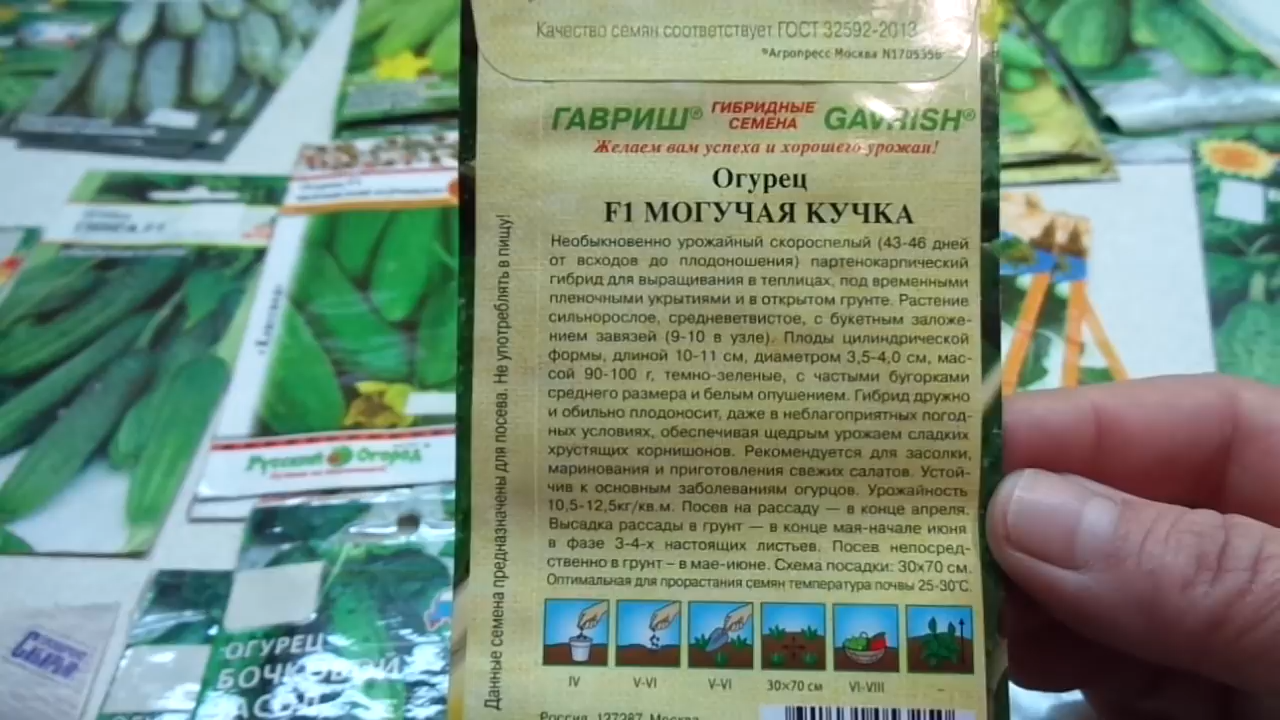 Качество семян соответствует ГОСТ 32592-2013
®Агропресс Москва N1705356
ГАВРИШ® ГИБРИДНЫЕ СЕМЕНА GAVRISH®
Желаем вам успеха и хорошего урожая!
Огурец
F1 МОГУЧАЯ КУЧКА
Необыкновенно урожайный скороспелый (43-46 дней
от всходов до плодоношения) партенокарпический
гибрид для выращивания в теплицах, под временными
пленочными укрытиями и в открытом грунте. Растение
сильнорослое, средневетвистое, с букетным заложе-
нием завязей (9-10 в узле). Плоды цилиндрической
формы, длиной 10-11 см, диаметром 3,5-4,0 см, мас-
сой 90-100 г, темно-зеленые, с частыми бугорками
среднего размера и белым опушением. Гибрид дружно
и обильно плодоносит, даже в неблагоприятных погод-
ных условиях, обеспечивая щедрым урожаем сладких
хрустящих корнишонов. Рекомендуется для засолки,
маринования и приготовления свежих салатов. Устой-
чив к основным заболеваниям огурцов. Урожайность
10,5-12,5кг/кв.м. Посев на рассаду — в конце апреля.
Высадка рассады в грунт — в конце мая-начале июня
в фазе 3-4-х настоящих листьев. Посев непосред-
ственно в грунт – в мае-июне. Схема посадки: 30х70 см.
Оптимальная для прорастания семян температура почвы 25-30°С.
IV V-VI V-VI 30×70 см VI-VIII –
Россия, 127287, Москва
Данные семена предназначены для посева. Не употреблять в пищу!
Русский Огород
ОГУРЕЦ
БОЧКОВОЙ
ЗАСОЛ